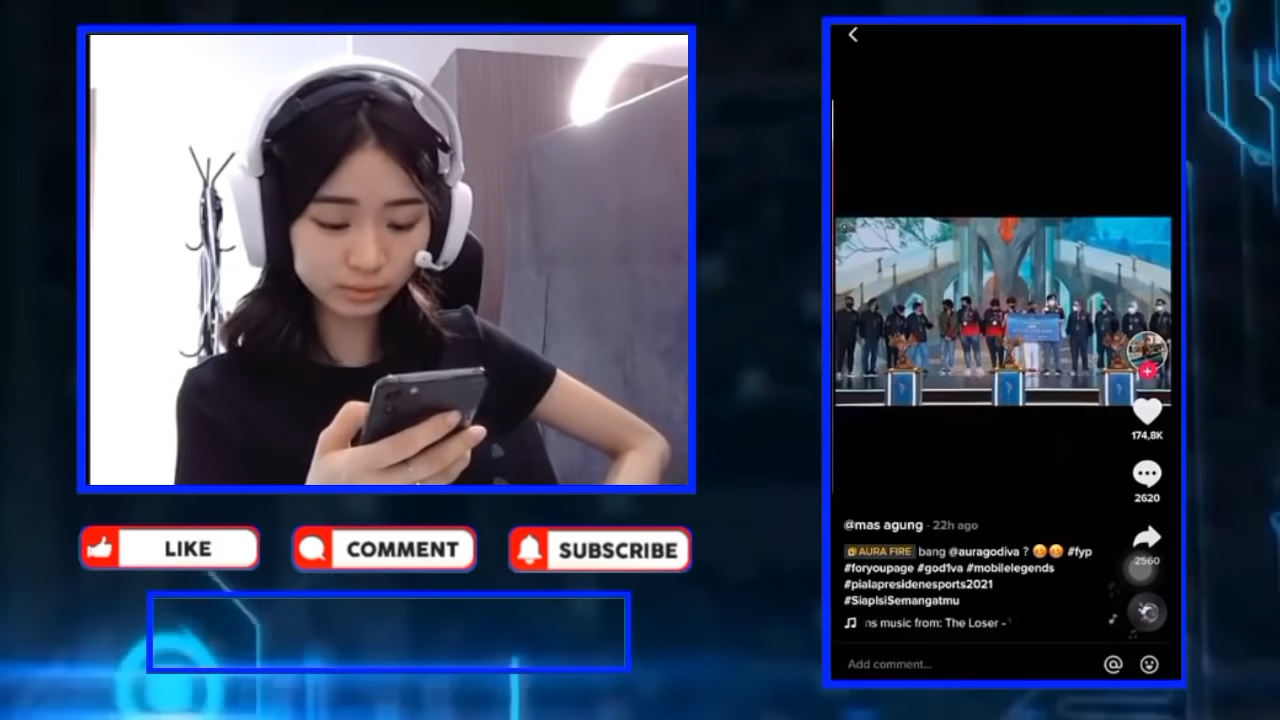 LIKE
COMMENT
SUBSCRIBE
174,8K
2620
2560
@mas agung · 22h ago
AURA FIRE bang @auragodiva ? 🥴🥴 #fyp
#foryoupage #god1va #mobilelegends
#pialapresidenesports2021
#SiapIsiSemangatmu
ns music from: The Loser -
Add comment...